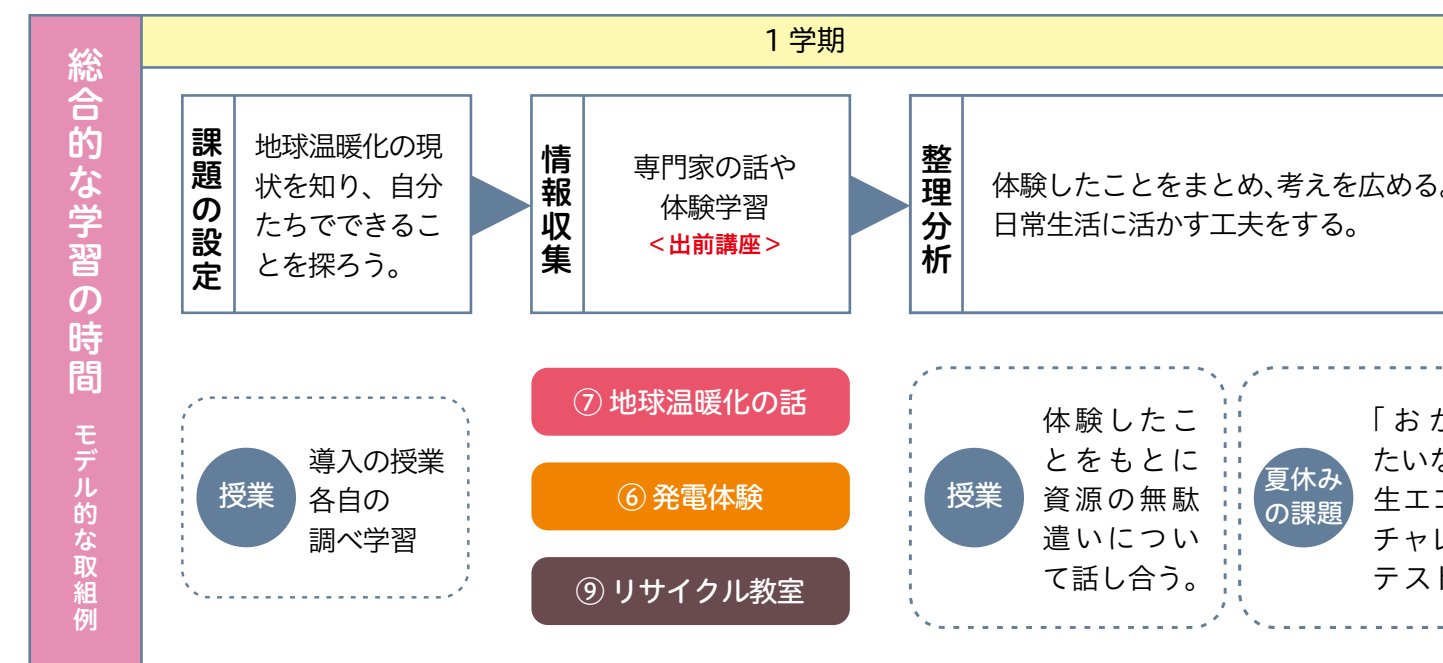 総合的な学習の時間 モデル的な取組例
1 学期
課題の設定
地球温暖化の現
状を知り、自分
たちでできるこ
とを探ろう。
情報収集
専門家の話や
体験学習
<出前講座>
整理分析
体験したことをまとめ、考えを広める。
日常生活に活かす工夫をする。
授業
導入の授業
各自の
調べ学習
⑦ 地球温暖化の話
⑥ 発電体験
⑨ リサイクル教室
授業
体験したこ
とをもとに
資源の無駄
遣いについ
て話し合う。
夏休み
の課題
「お
たい
生エ
チャ
テス